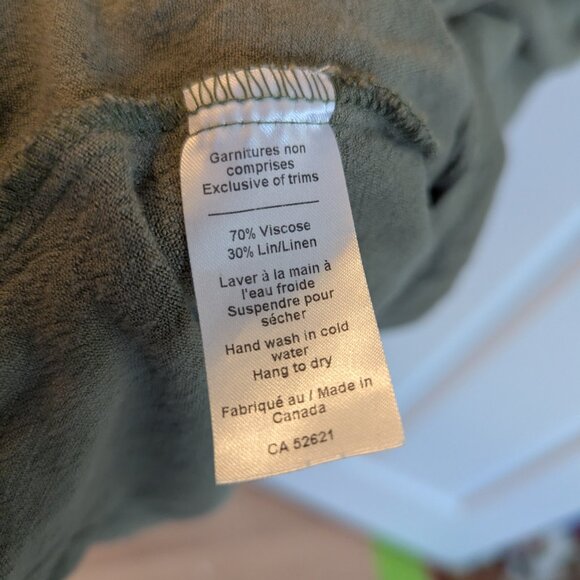 Garnitures non
comprises
Exclusive of trims
70% Viscose
30% Lin/Linen
Laver à la main à
l'eau froide
Suspendre pour
sécher
Hand wash in cold
water
Hang to dry
Fabriqué au / Made in
Canada
CA 52621